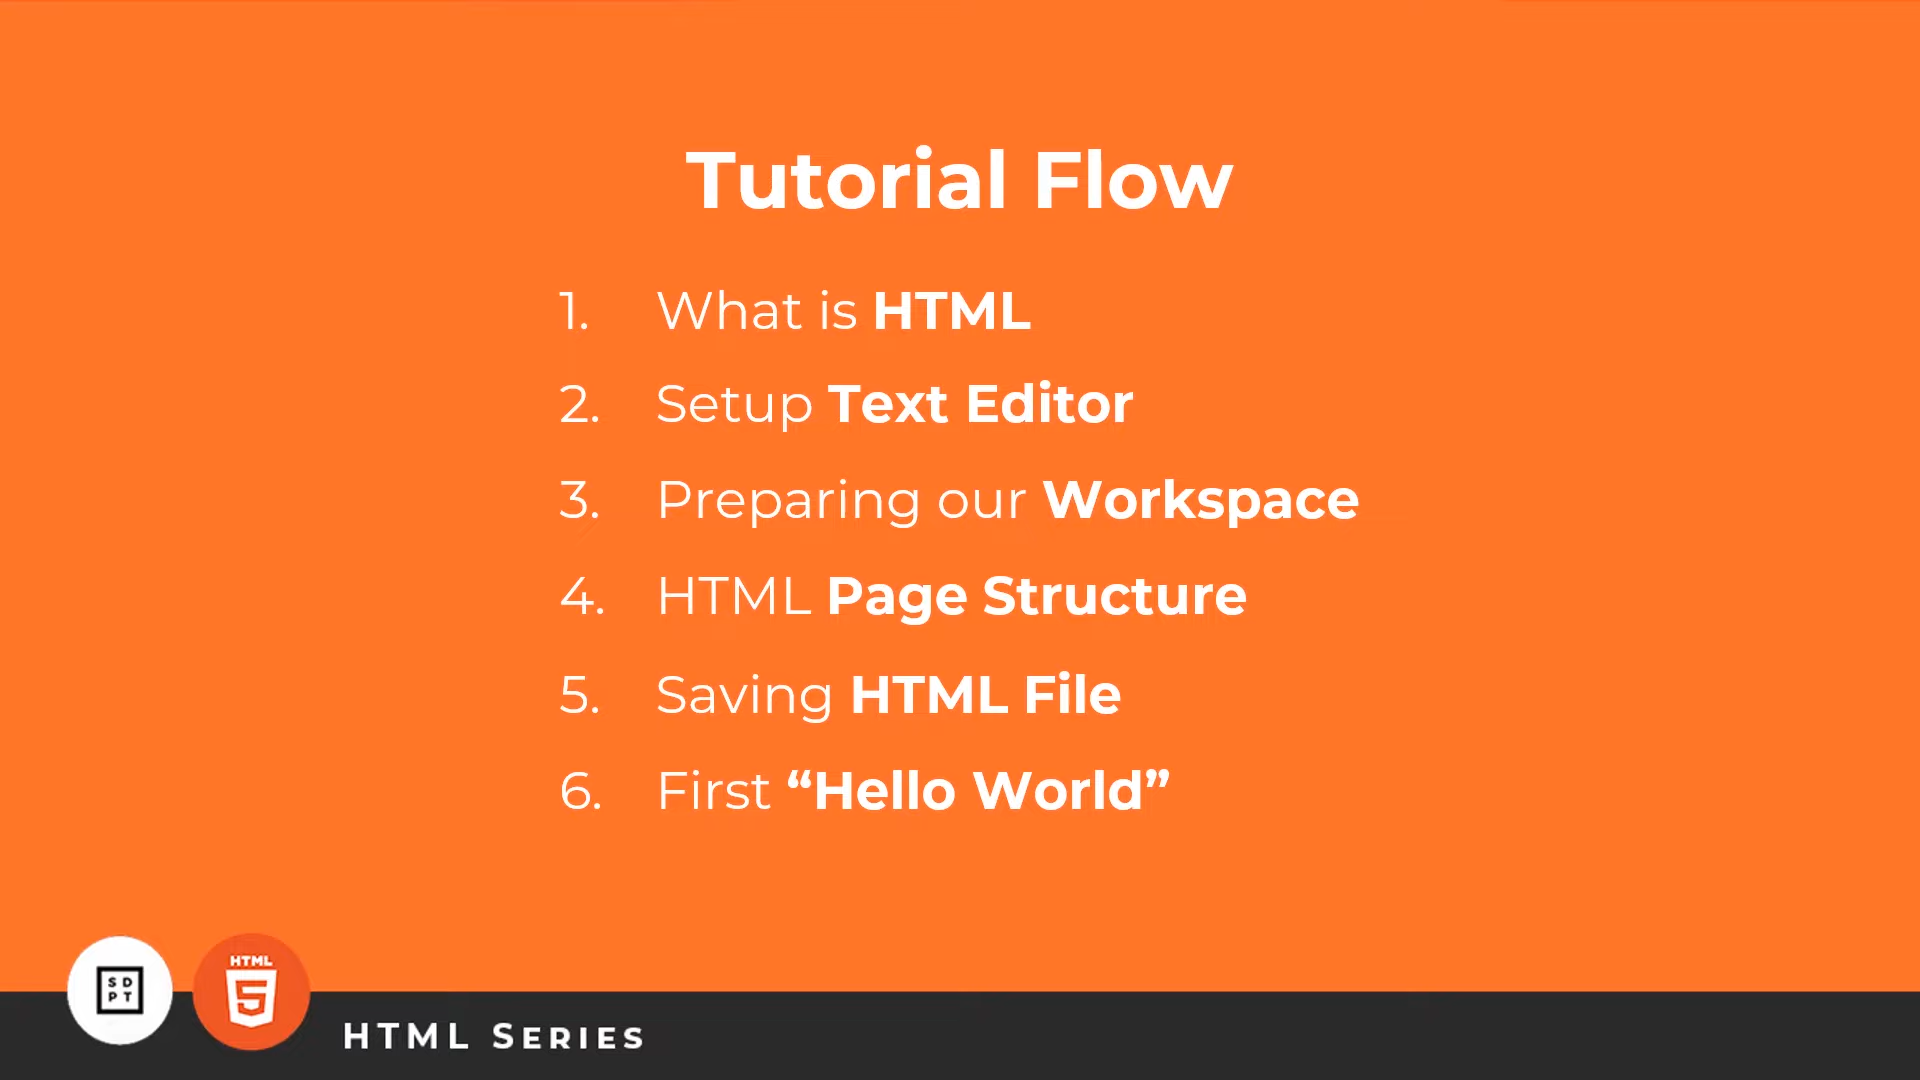 Tutorial Flow
1. What is HTML
2. Setup Text Editor
3. Preparing our Workspace
4. HTML Page Structure
5. Saving HTML File
6. First “Hello World”
S D
P T
HTML
5
HTML SERIES